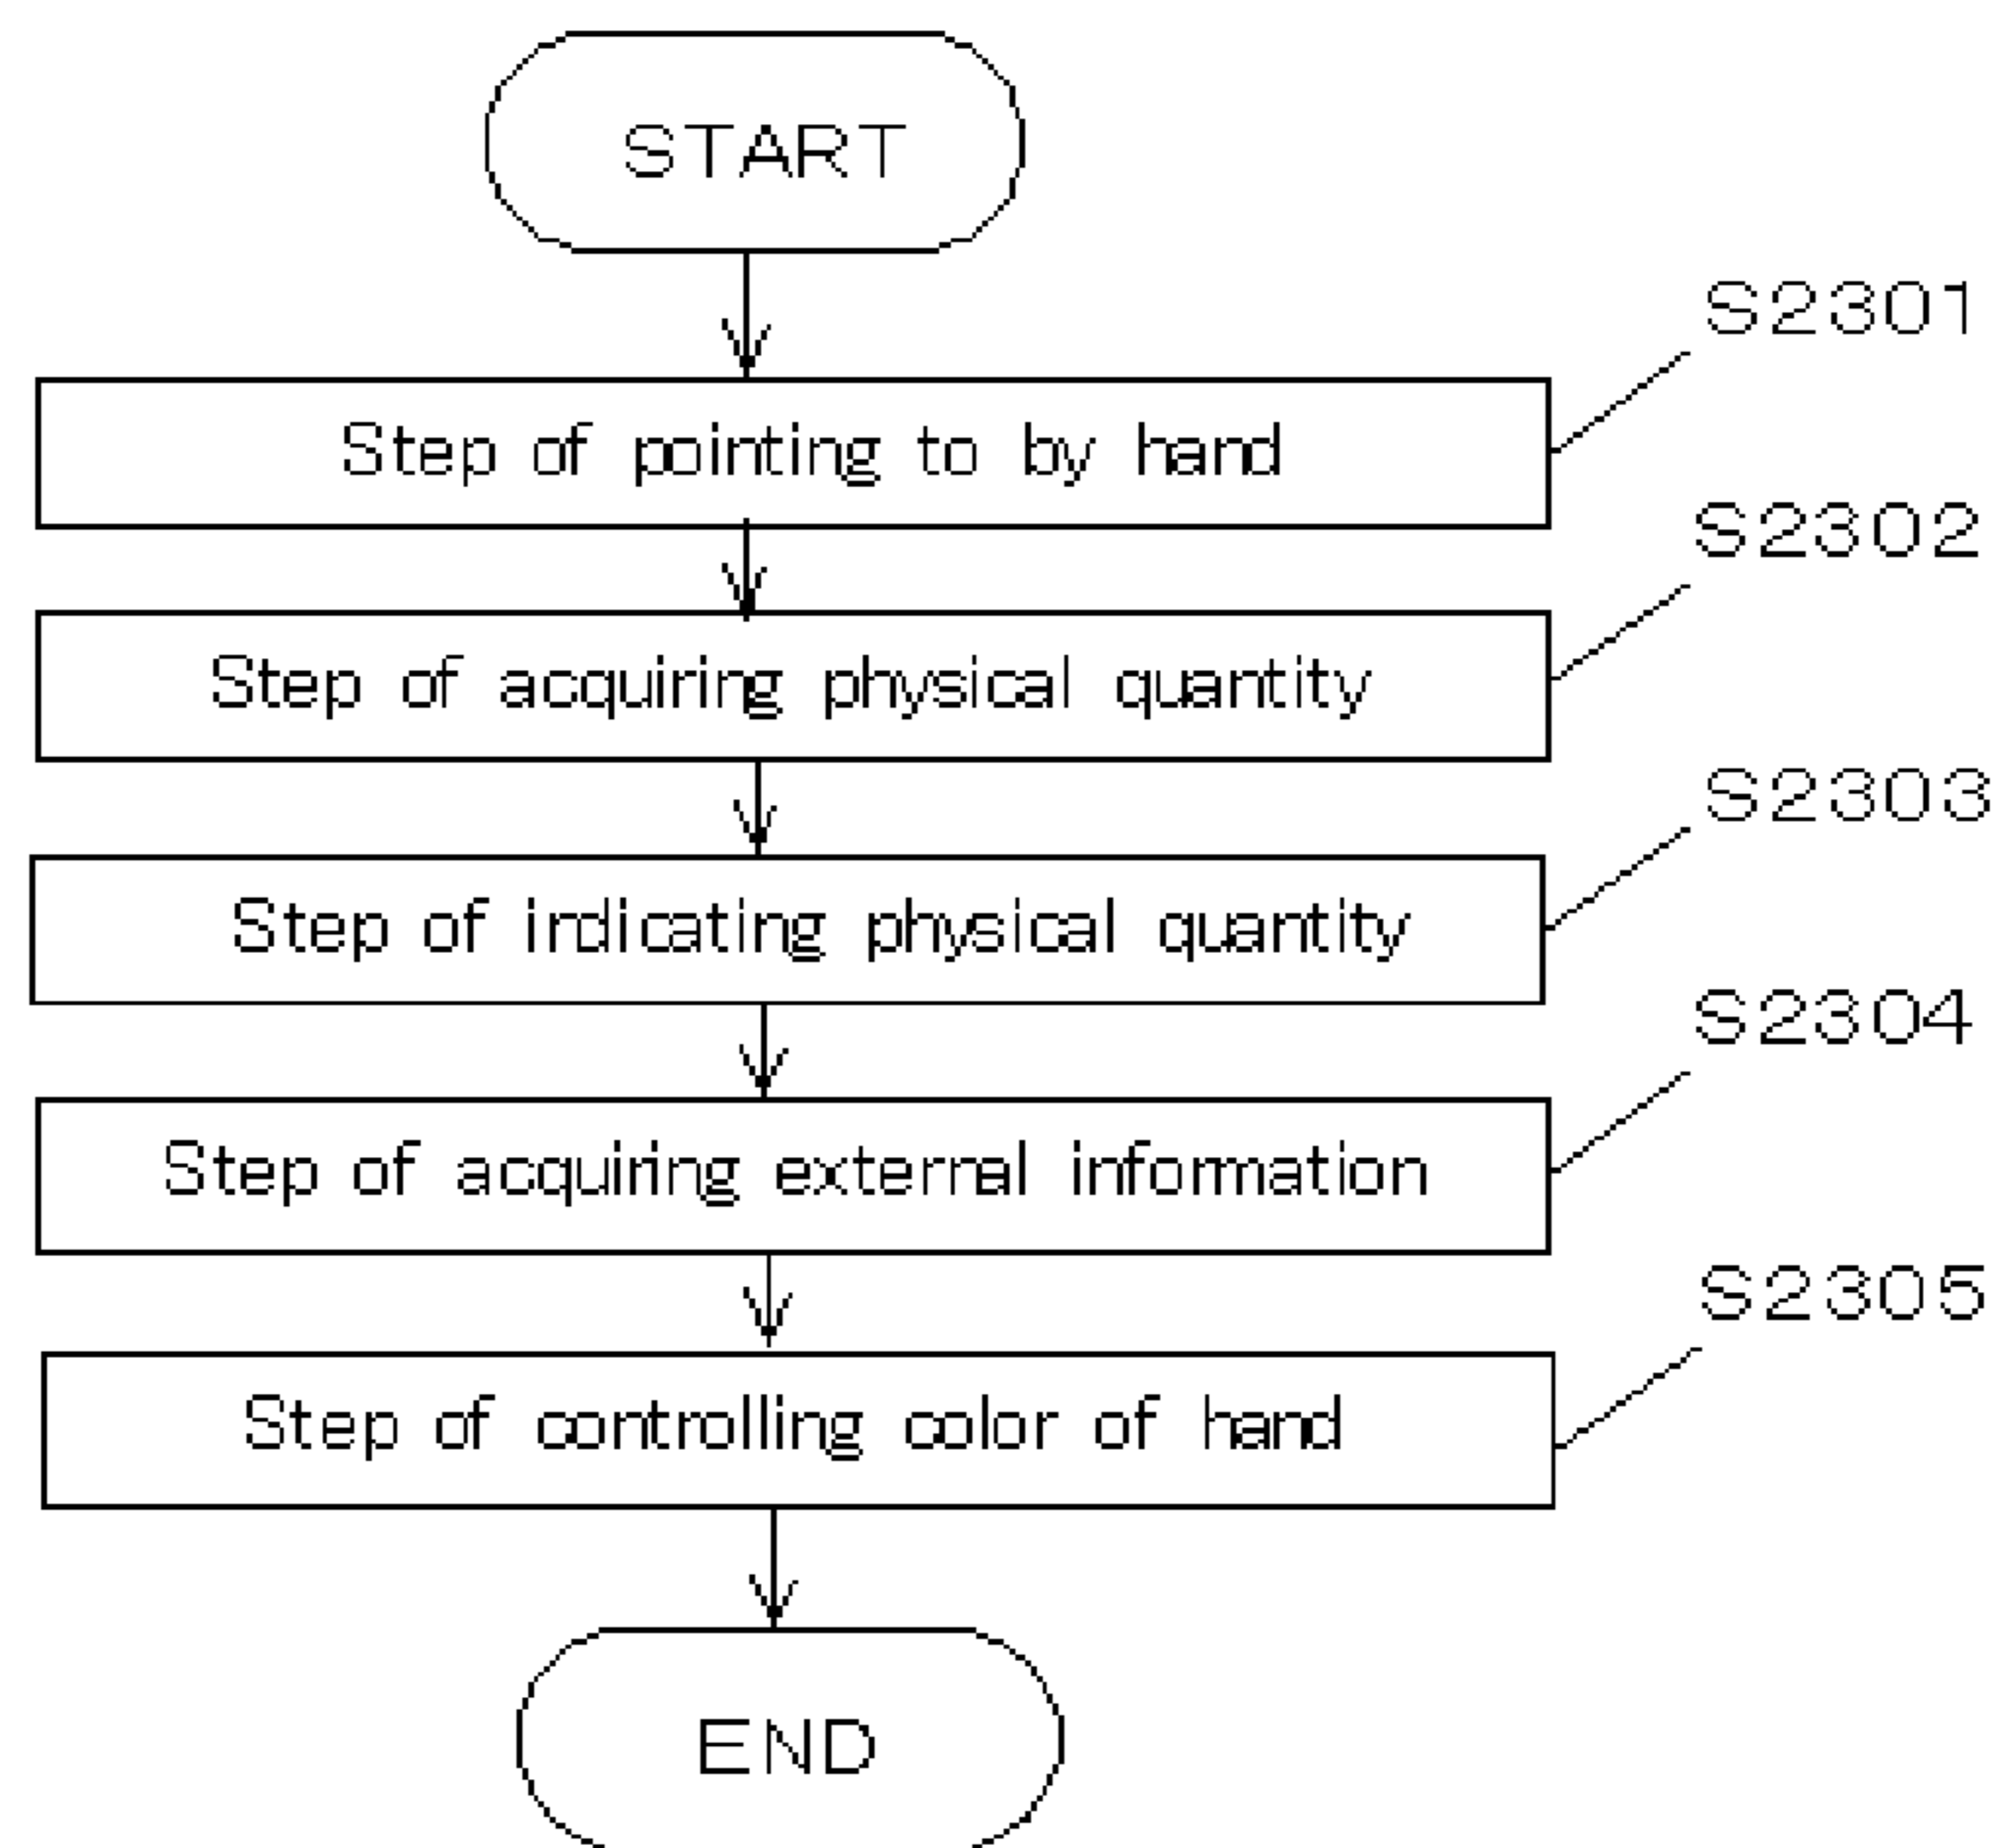 START
S2301
Step of pointing to by hand
S2302
Step of acquiring physical quantity
S2303
Step of indicating physical quantity
S2304
Step of acquiring external information
S2305
Step of controlling color of hand
END